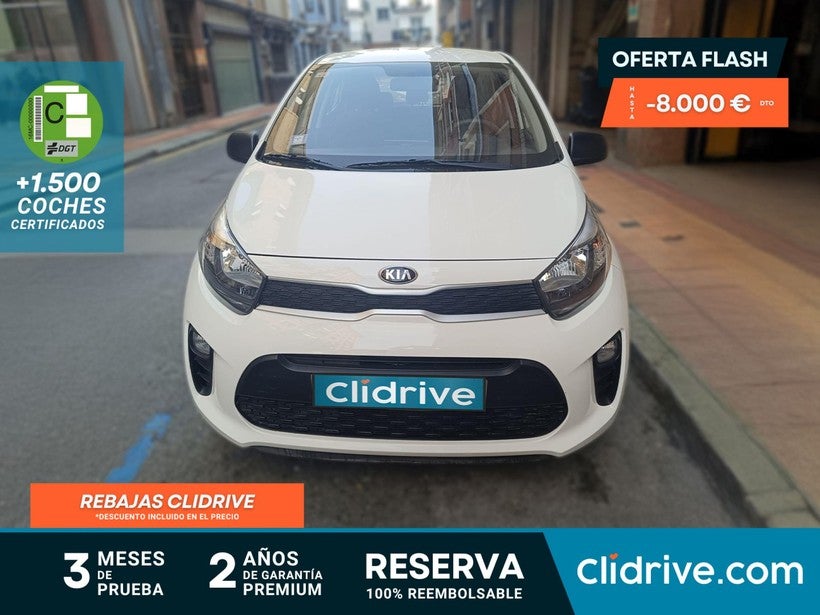 C
DGT
+1.500
COCHES
CERTIFICADOS
OFERTA FLASH
HASTA
-8.000 €
DTO
KIA
Clidrive
REBAJAS CLIDRIVE
*DESCUENTO INCLUIDO EN EL PRECIO
3 MESES
DE
PRUEBA
2 AÑOS
DE GARANTÍA
PREMIUM
RESERVA
100% REEMBOLSABLE
Clidrive.com